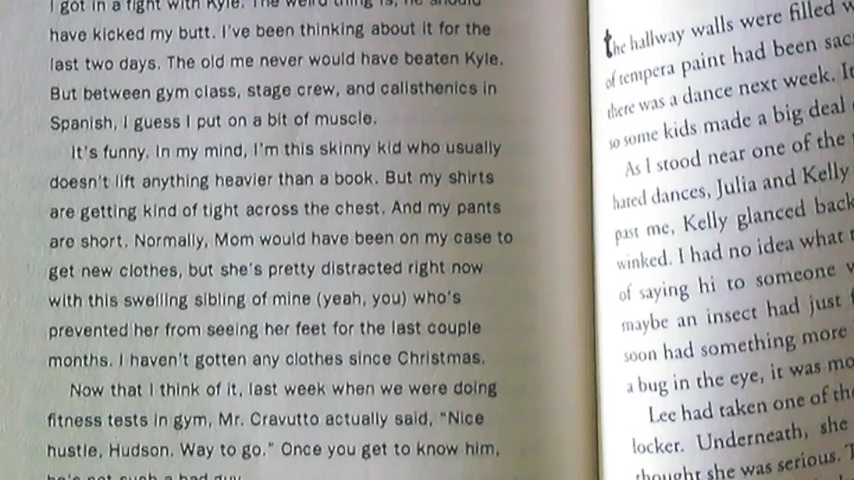 I got in a fight with Kyle. The weird thing is, he should
have kicked my butt. I've been thinking about it for the
last two days. The old me never would have beaten Kyle.
But between gym class, stage crew, and calisthenics in
Spanish, I guess I put on a bit of muscle.
It's funny. In my mind, I'm this skinny kid who usually
doesn't lift anything heavier than a book. But my shirts
are getting kind of tight across the chest. And my pants
are short. Normally, Mom would have been on my case to
get new clothes, but she's pretty distracted right now
with this swelling sibling of mine (yeah, you) who's
prevented her from seeing her feet for the last couple
months. I haven't gotten any clothes since Christmas.
Now that I think of it, last week when we were doing
fitness tests in gym, Mr. Cravutto actually said, "Nice
hustle, Hudson. Way to go." Once you get to know him,
he's not such a bad guy.
the hallway walls were filled
of tempera paint had been
there was a dance next week. It
so some kids made a big deal
As I stood near one of the
hated dances, Julia and Kelly
past me, Kelly glanced back
winked. I had no idea what
of saying hi to someone
maybe an insect had just
soon had something more
a bug in the eye, it was
Lee had taken one of the
locker. Underneath, she
thought she was serious.